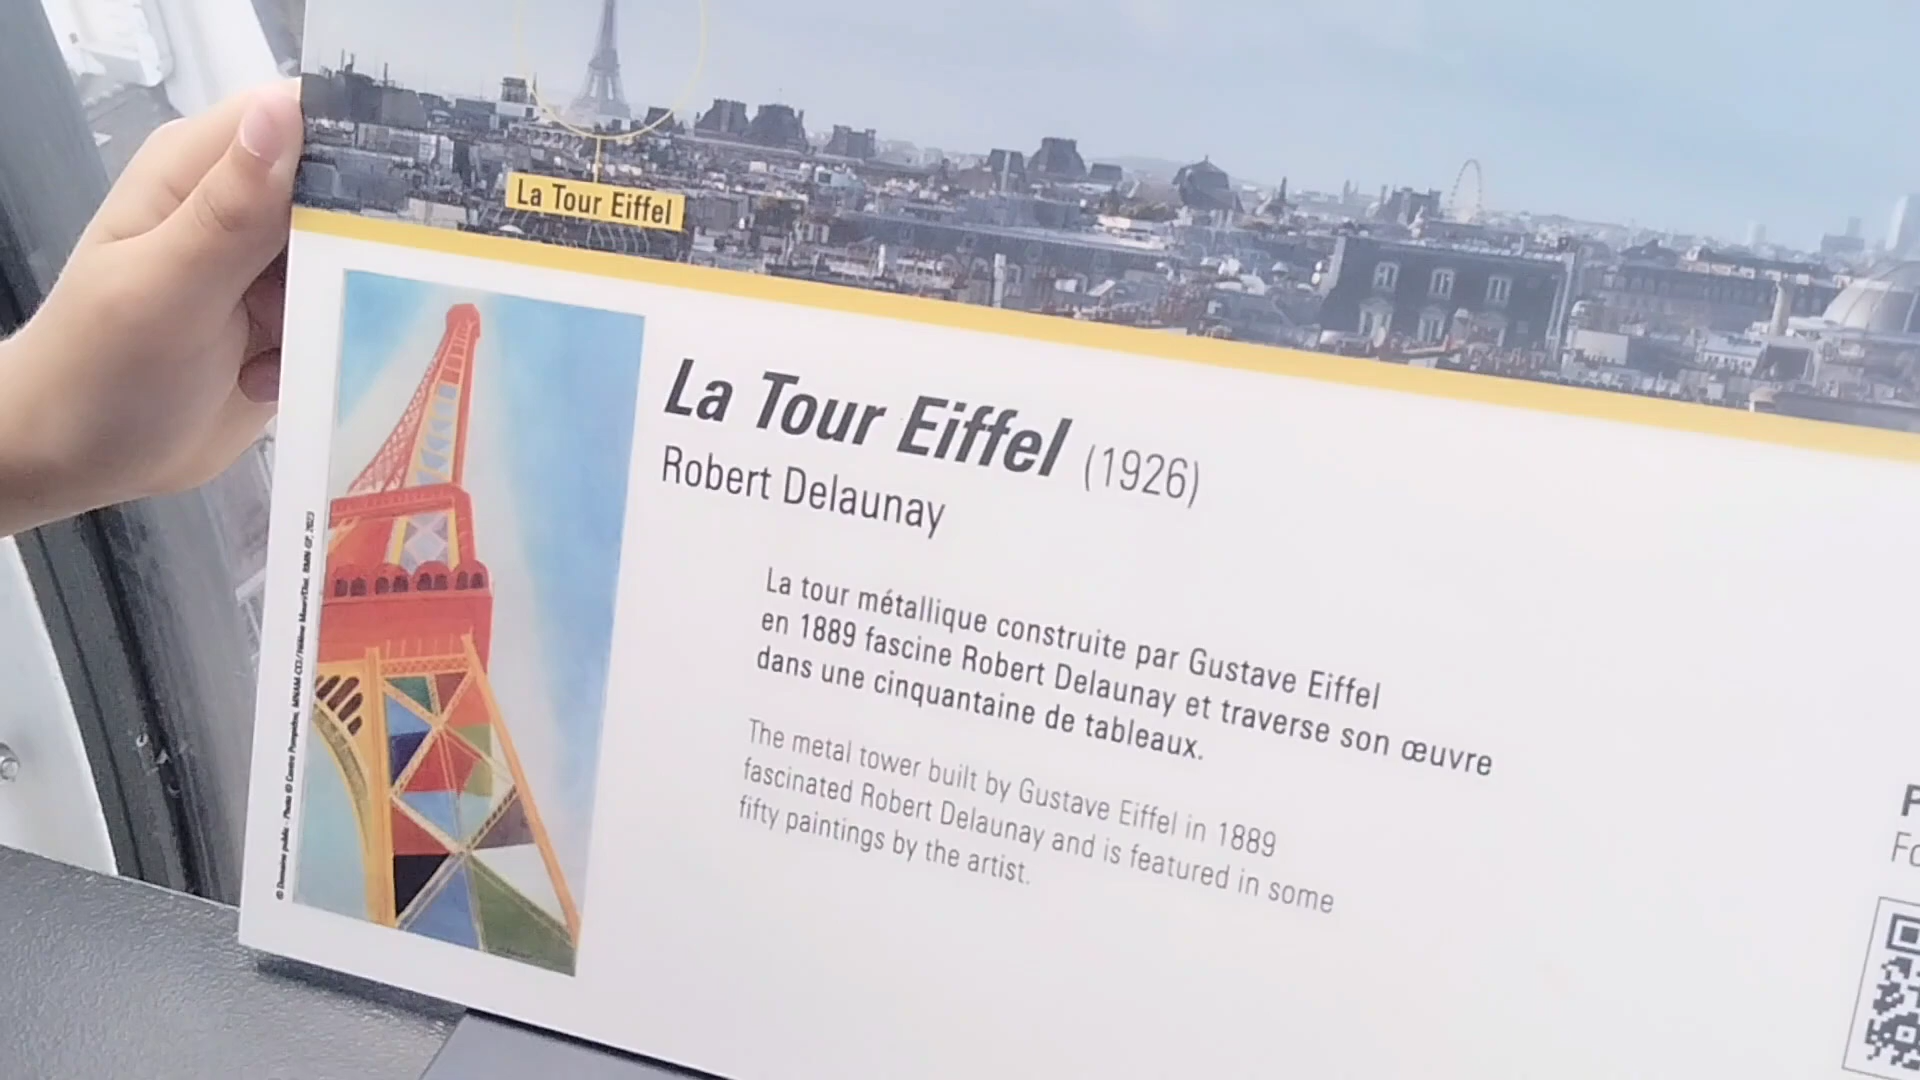 La Tour Eiffel
La Tour Eiffel (1926)
Robert Delaunay
La tour métallique construite par Gustave Eiffel
en 1889 fascine Robert Delaunay et traverse son œuvre
dans une cinquantaine de tableaux.
The metal tower built by Gustave Eiffel in 1889
fascinated Robert Delaunay and is featured in some
fifty paintings by the artist.